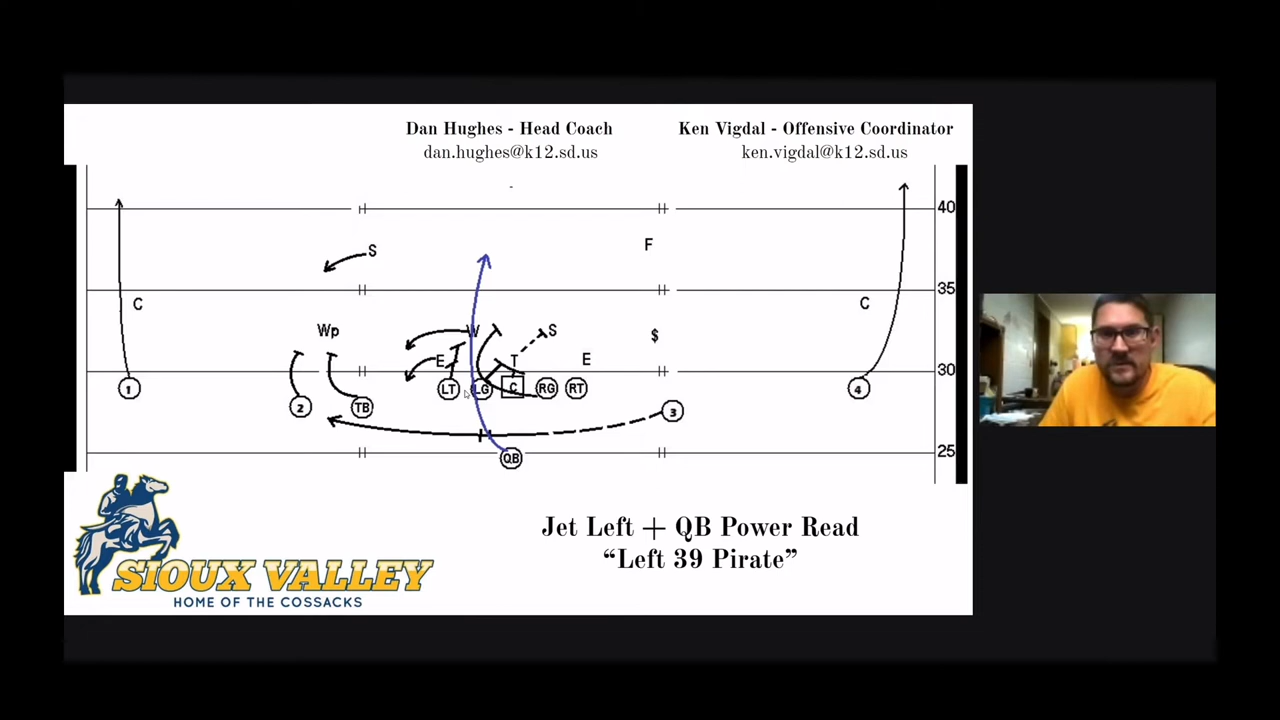 Dan Hughes - Head Coach
dan.hughes@k12.sd.us
Ken Vigdal - Offensive Coordinator
ken.vigdal@k12.sd.us
40
S
F
35
C
C
Wp
W
S
$
E
T
E
30
1
LT
LG
C
RG
RT
4
2
TB
3
25
QB
Jet Left + QB Power Read
“Left 39 Pirate”
SIOUX VALLEY
HOME OF THE COSSACKS